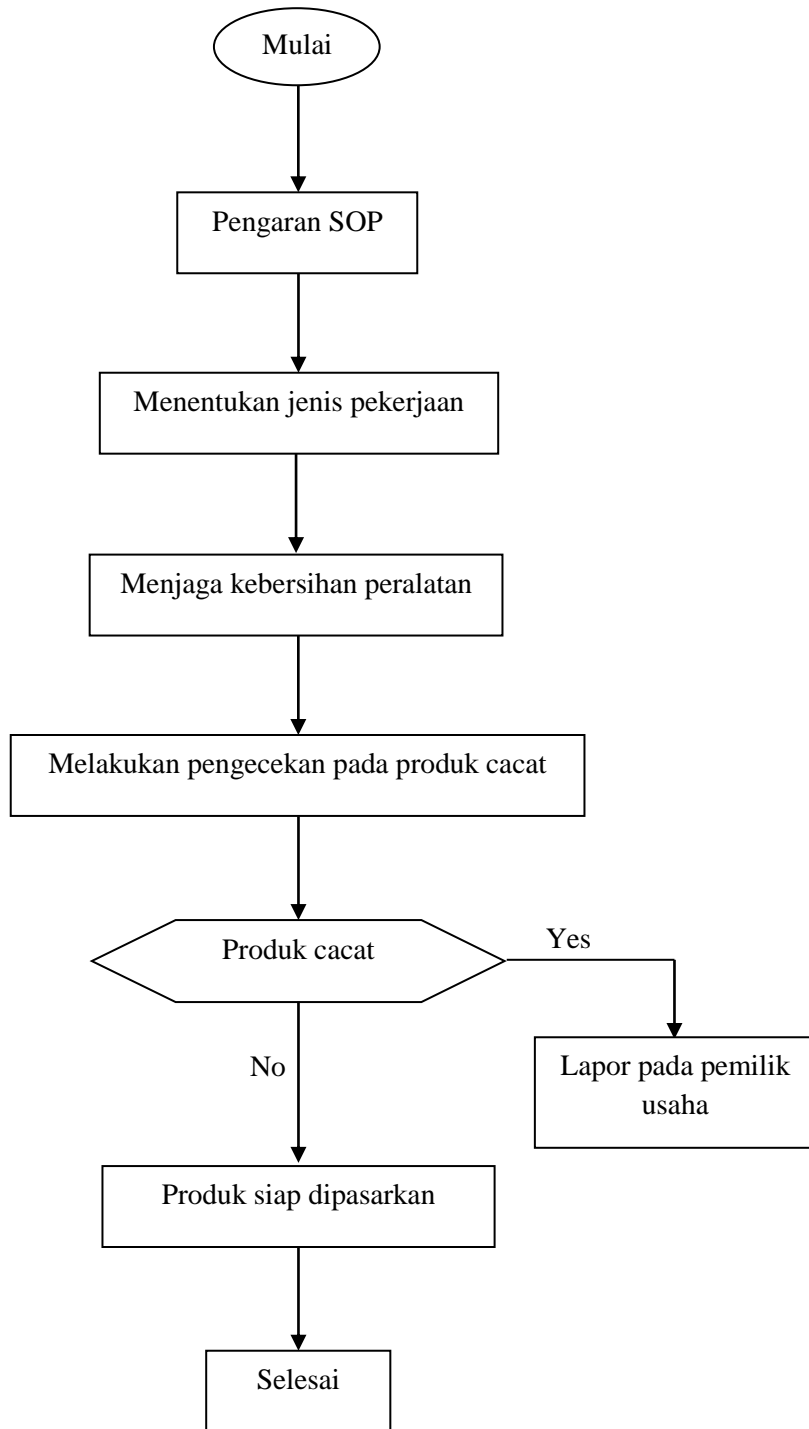 Mulai
Pengaran SOP
Menentukan jenis pekerjaan
Menjaga kebersihan peralatan
Melakukan pengecekan pada produk cacat
Produk cacat
Yes
No
Lapor pada pemilik
usaha
Produk siap dipasarkan
Selesai